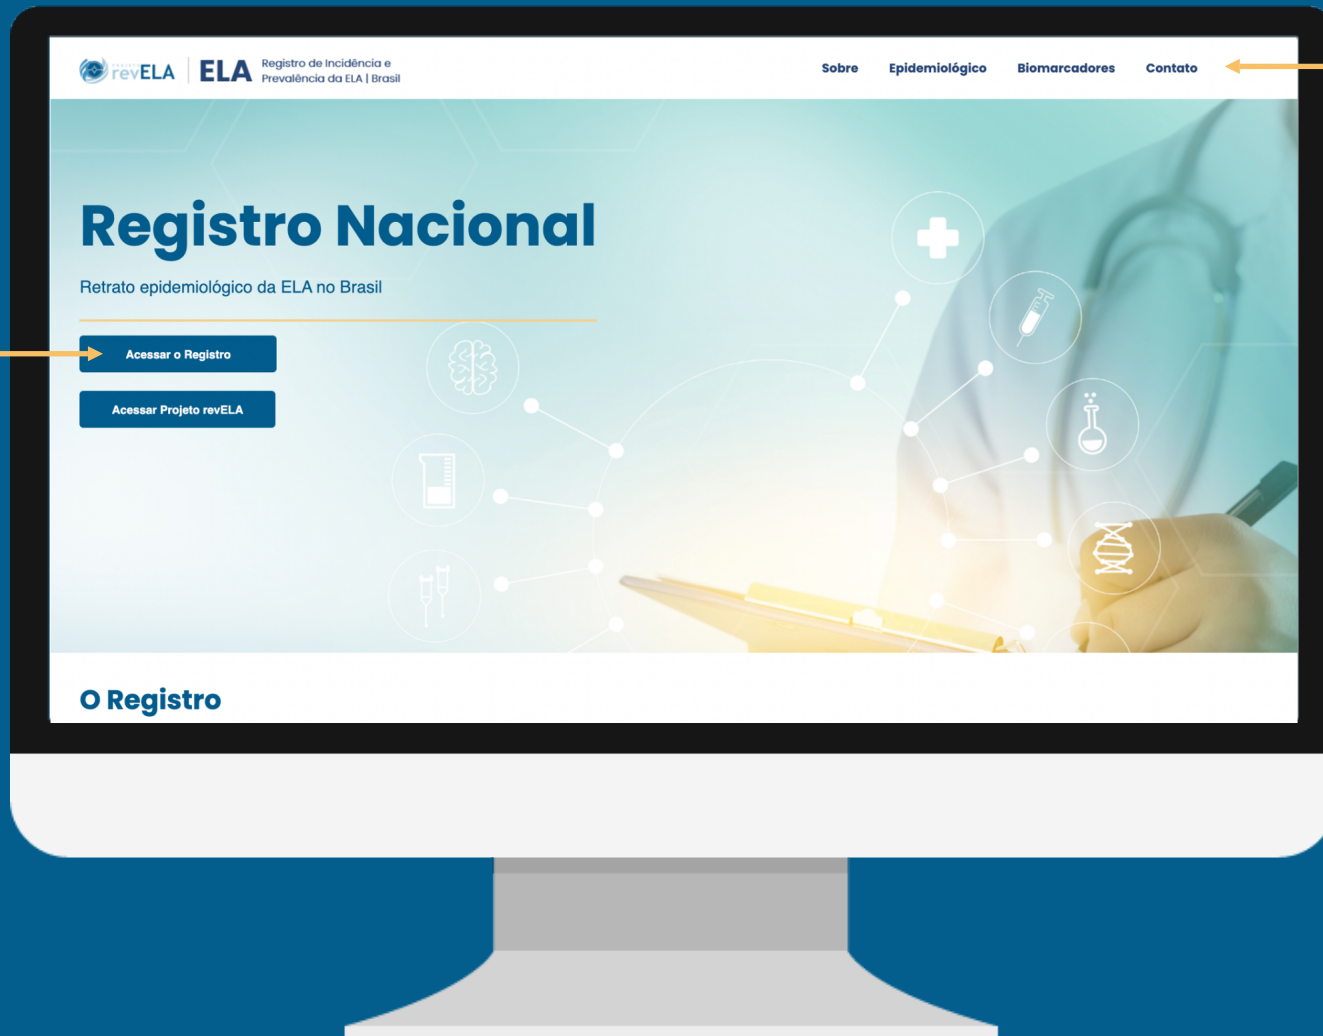 PROJETO
revELA
ELA
Registro de Incidência e
Prevalência da ELA | Brasil
Sobre Epidemiológico Biomarcadores Contato
Registro Nacional
Retrato epidemiológico da ELA no Brasil
Acessar o Registro
Acessar Projeto revELA
O Registro